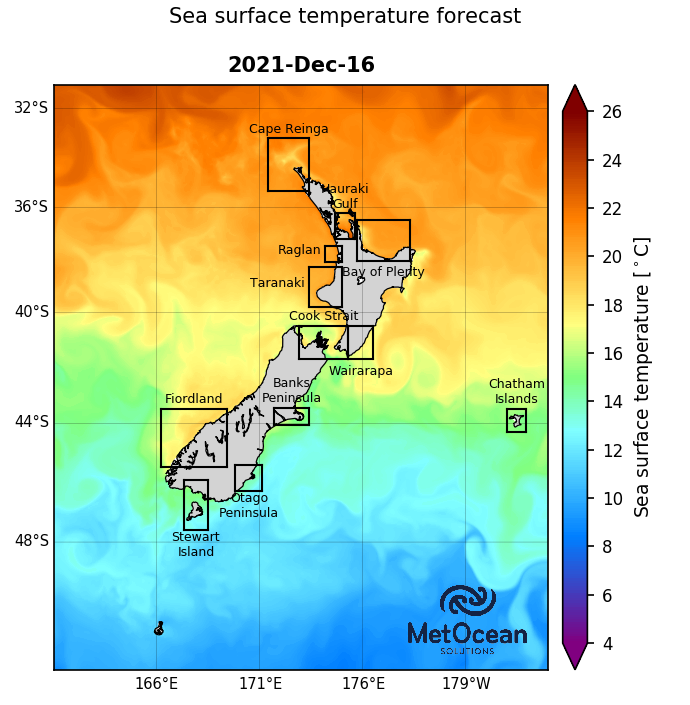 Sea surface temperature forecast
2021-Dec-16
32°S
36°S
40°S
44°S
48°S
166°E
171°E
176°E
179°W
Cape Reinga
Hauraki
Gulf
Raglan
Bay of Plenty
Taranaki
Cook Strait
Wairarapa
Banks
Peninsula
Fiordland
Chatham
Islands
Otago
Peninsula
Stewart
Island
MetOcean
SOLUTIONS
26
24
22
20
18
16
14
12
10
8
6
4
Sea surface temperature [°C]